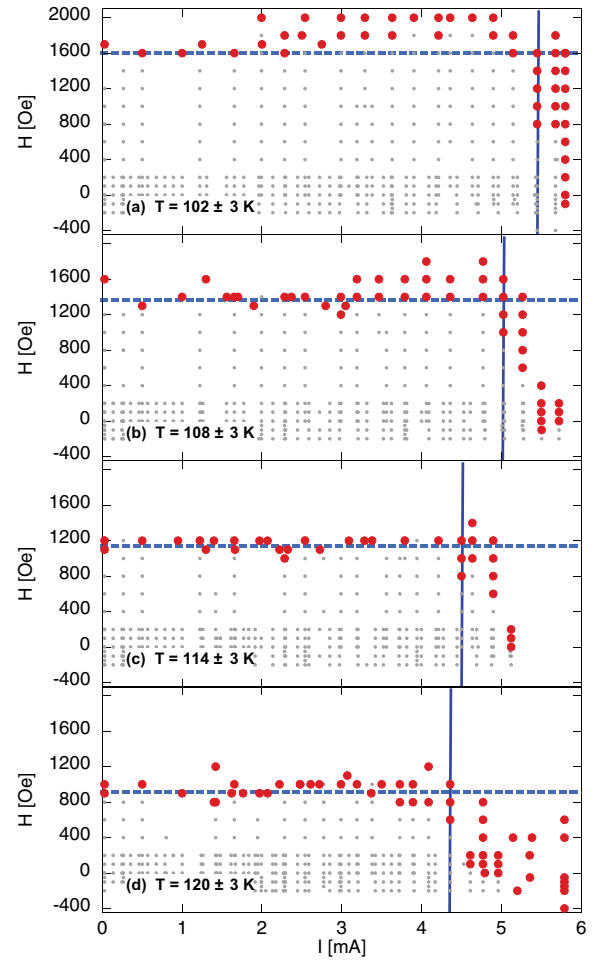 2000
1600
1200
800
400
0
-400
H [Oe]
(a) T = 102 ± 3 K
1600
1200
800
400
0
-400
H [Oe]
(b) T = 108 ± 3 K
1600
1200
800
400
0
-400
H [Oe]
(c) T = 114 ± 3 K
1600
1200
800
400
0
-400
H [Oe]
(d) T = 120 ± 3 K
0 1 2 3 4 5 6
I [mA]